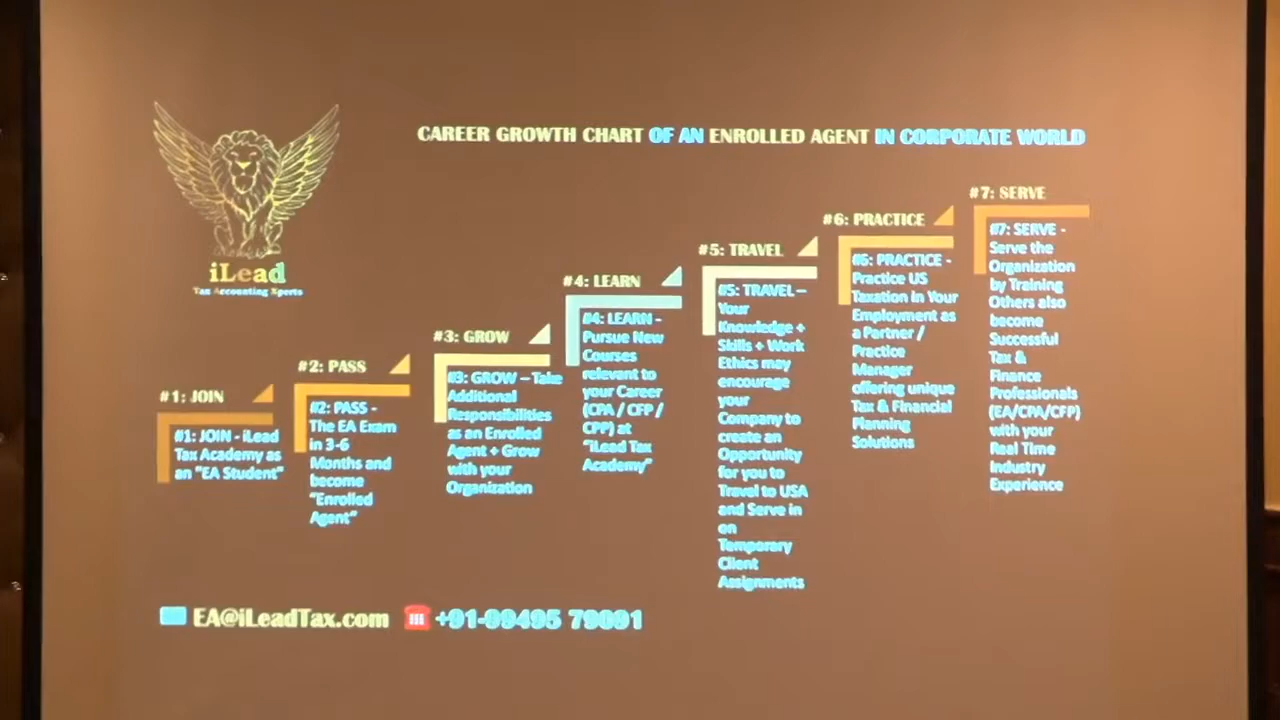 CAREER GROWTH CHART OF AN ENROLLED AGENT IN CORPORATE WORLD
iLead
Tax Accounting Xperts
#1: JOIN
#1: JOIN - iLead
Tax Academy as
an "EA Student"
#2: PASS
#2: PASS -
The EA Exam
in 3-6
Months and
become
"Enrolled
Agent"
#3: GROW
#3: GROW – Take
Additional
Responsibilities
as an Enrolled
Agent + Grow
with your
Organization
#4: LEARN
#4: LEARN -
Pursue New
Courses
relevant to
your Career
(CPA / CFP /
CPP) at
"iLead Tax
Academy"
#5: TRAVEL
#5: TRAVEL –
Your
Knowledge +
Skills + Work
Ethics may
encourage
your
Company to
create an
Opportunity
for you to
Travel to USA
and Serve in
on
Temporary
Client
Assignments
#6: PRACTICE
#6: PRACTICE -
Practice US
Taxation in Your
Employment as
a Partner /
Practice
Manager
offering unique
Tax & Financial
Planning
Solutions
#7: SERVE
#7: SERVE -
Serve the
Organization
by Training
Others also
become
Successful
Tax &
Finance
Professionals
(EA/CPA/CFP)
with your
Real Time
Industry
Experience
EA@iLeadTax.com
+91-99495 79091